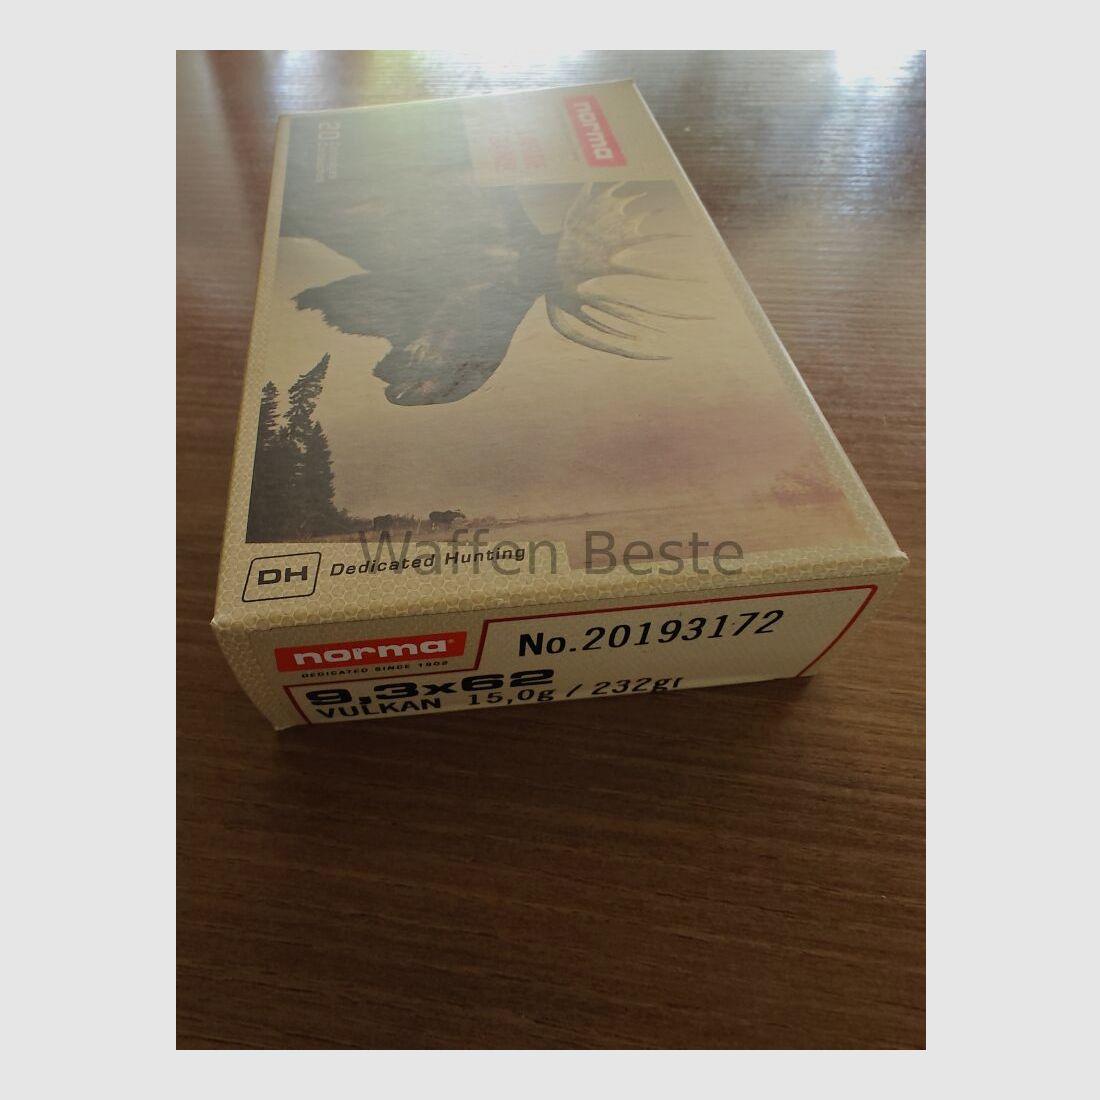 norma
20
DH Dedicated Hunting
Waffen Beste
norma
DEDICATED SINCE 1902
No.20193172
9,3x62
VULKAN 15,0g / 232gr